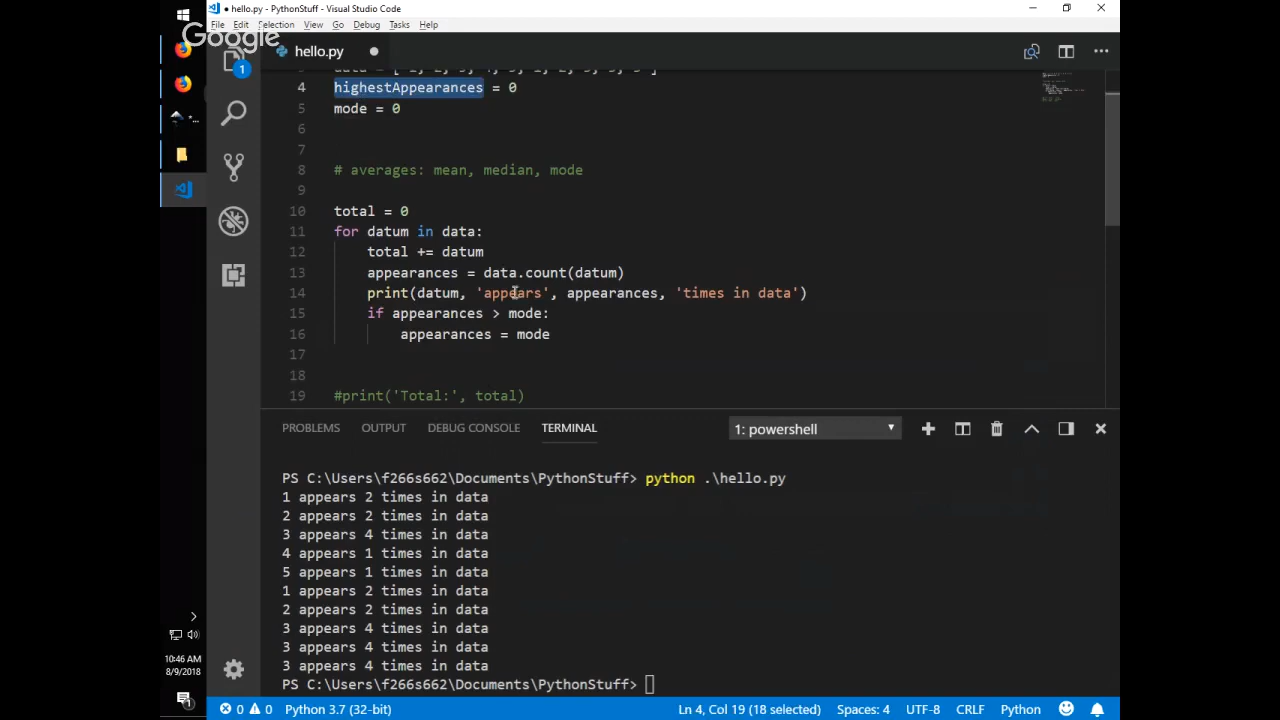 ● hello.py - PythonStuff - Visual Studio Code
File Edit Selection View Go Debug Tasks Help
Google
hello.py
1
4 highestAppearances = 0
5 mode = 0
6
7
8 # averages: mean, median, mode
9
10 total = 0
11 for datum in data:
12 total += datum
13 appearances = data.count(datum)
14 print(datum, 'appears', appearances, 'times in data')
15 if appearances > mode:
16 appearances = mode
17
18
19 #print('Total:', total)
PROBLEMS OUTPUT DEBUG CONSOLE TERMINAL 1: powershell
PS C:\Users\f266s662\Documents\PythonStuff> python .\hello.py
1 appears 2 times in data
2 appears 2 times in data
3 appears 4 times in data
4 appears 1 times in data
5 appears 1 times in data
1 appears 2 times in data
2 appears 2 times in data
3 appears 4 times in data
3 appears 4 times in data
3 appears 4 times in data
PS C:\Users\f266s662\Documents\PythonStuff>
10:46 AM
8/9/2018
1
0 0 Python 3.7 (32-bit) Ln 4, Col 19 (18 selected) Spaces: 4 UTF-8 CRLF Python